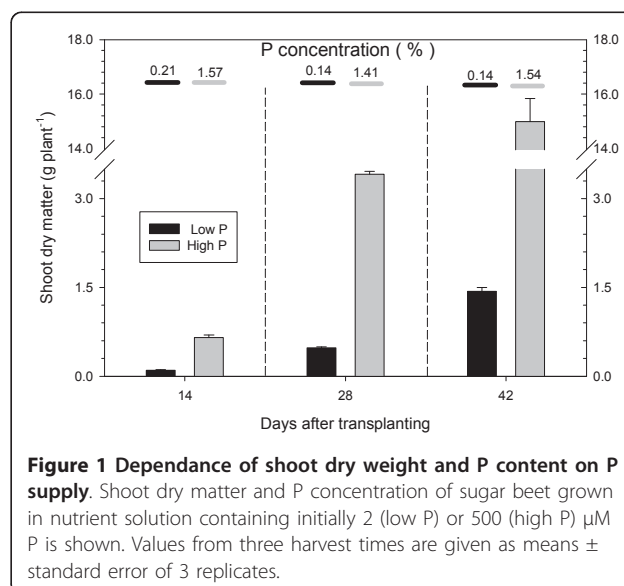 P concentration ( % )
0.21 1.57 0.14 1.41 0.14 1.54
18.0 18.0
16.0 16.0
14.0 14.0
3.0 3.0
1.5 1.5
0.0 0.0
Shoot dry matter (g plant⁻¹)
Low P
High P
14 28 42
Days after transplanting
Figure 1 Dependance of shoot dry weight and P content on P
supply. Shoot dry matter and P concentration of sugar beet grown
in nutrient solution containing initially 2 (low P) or 500 (high P) μM
P is shown. Values from three harvest times are given as means ±
standard error of 3 replicates.